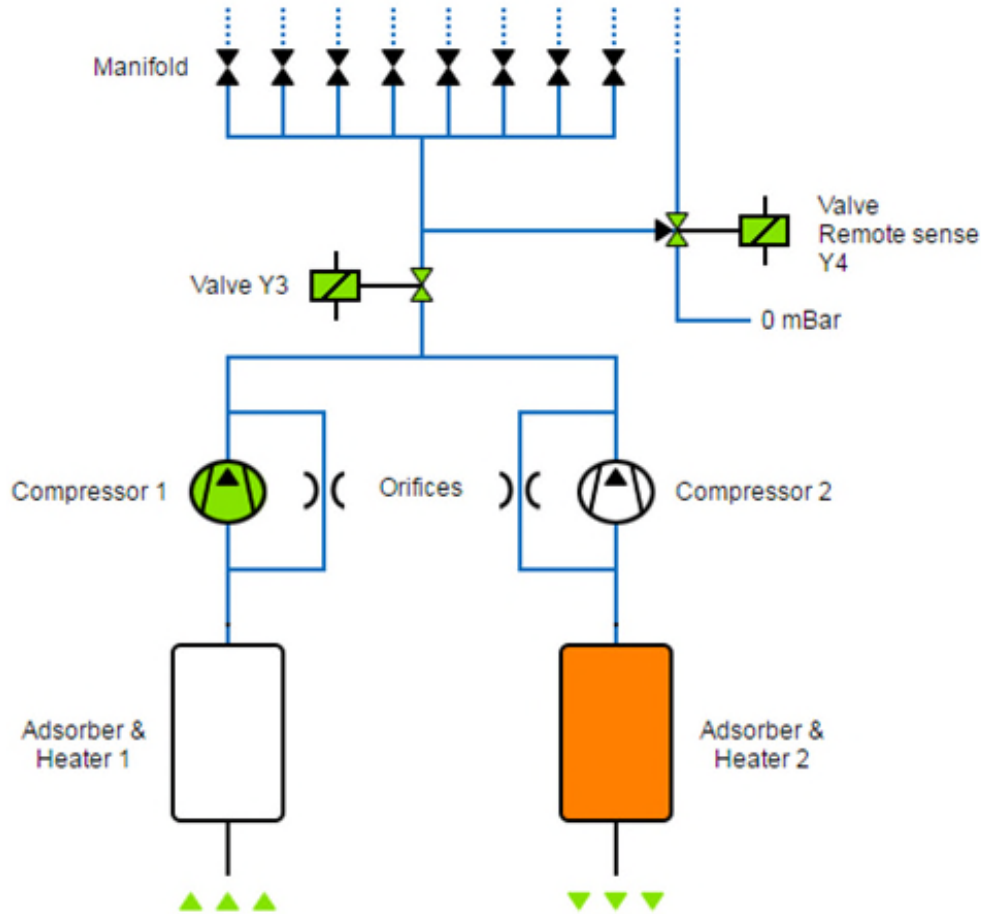 Manifold
Valve
Remote sense
Y4
Valve Y3
0 mBar
Compressor 1
Orifices
Compressor 2
Adsorber &
Heater 1
Adsorber &
Heater 2